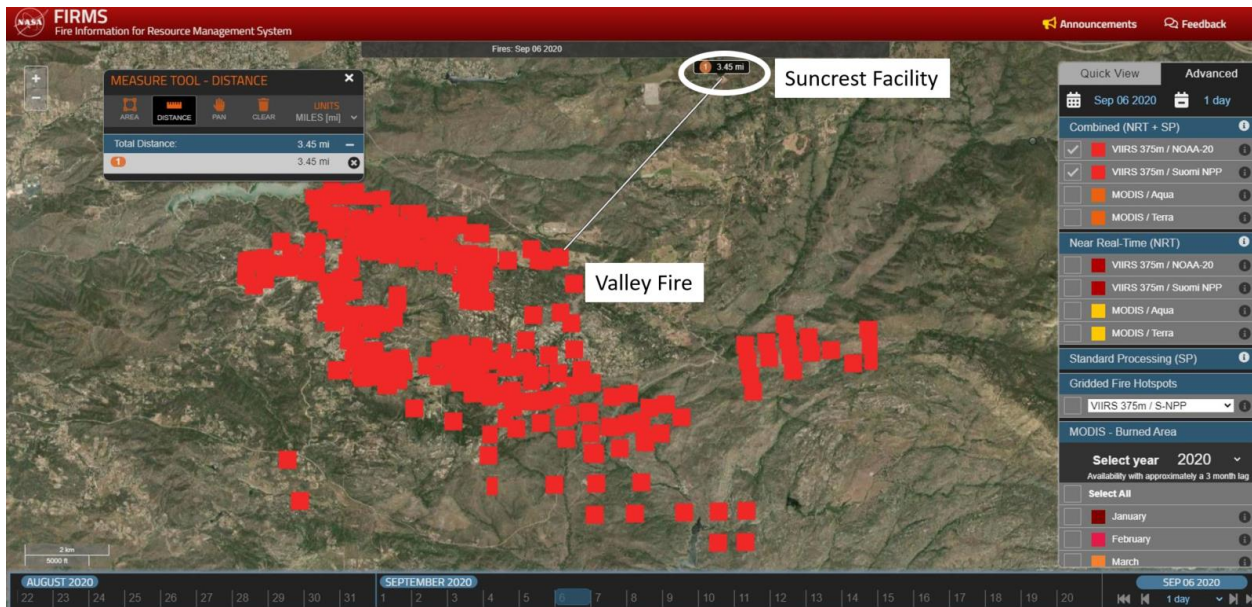 NASA
FIRMS
Fire Information for Resource Management System
Announcements
Feedback
Fires: Sep 06 2020
+
−
MEASURE TOOL - DISTANCE
AREA
DISTANCE
PAN
CLEAR
UNITS
MILES [mi]
Total Distance:
3.45 mi
1
3.45 mi
1 3.45 mi
Suncrest Facility
Valley Fire
Quick View
Advanced
Sep 06 2020
1 day
Combined (NRT + SP)
VIIRS 375m / NOAA-20
VIIRS 375m / Suomi NPP
MODIS / Aqua
MODIS / Terra
Near Real-Time (NRT)
VIIRS 375m / NOAA-20
VIIRS 375m / Suomi NPP
MODIS / Aqua
MODIS / Terra
Standard Processing (SP)
Gridded Fire Hotspots
VIIRS 375m / S-NPP
MODIS - Burned Area
Select year 2020
Availability with approximately a 3 month lag
Select All
January
February
March
2 km
5000 ft
AUGUST 2020
SEPTEMBER 2020
SEP 06 2020
22 23 24 25 26 27 28 29 30 31 1 2 3 4 5 6 7 8 9 10 11 12 13 14 15 16 17 18 19 20
1 day